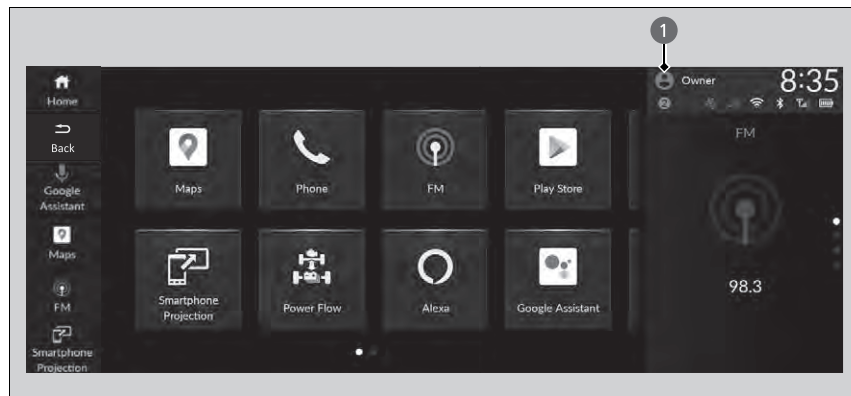 1
Home
Back
Google
Assistant
Maps
FM
Smartphone
Projection
Maps
Phone
FM
Play Store
Smartphone
Projection
Power Flow
Alexa
Google Assistant
Owner
8:35
2
FM
98.3